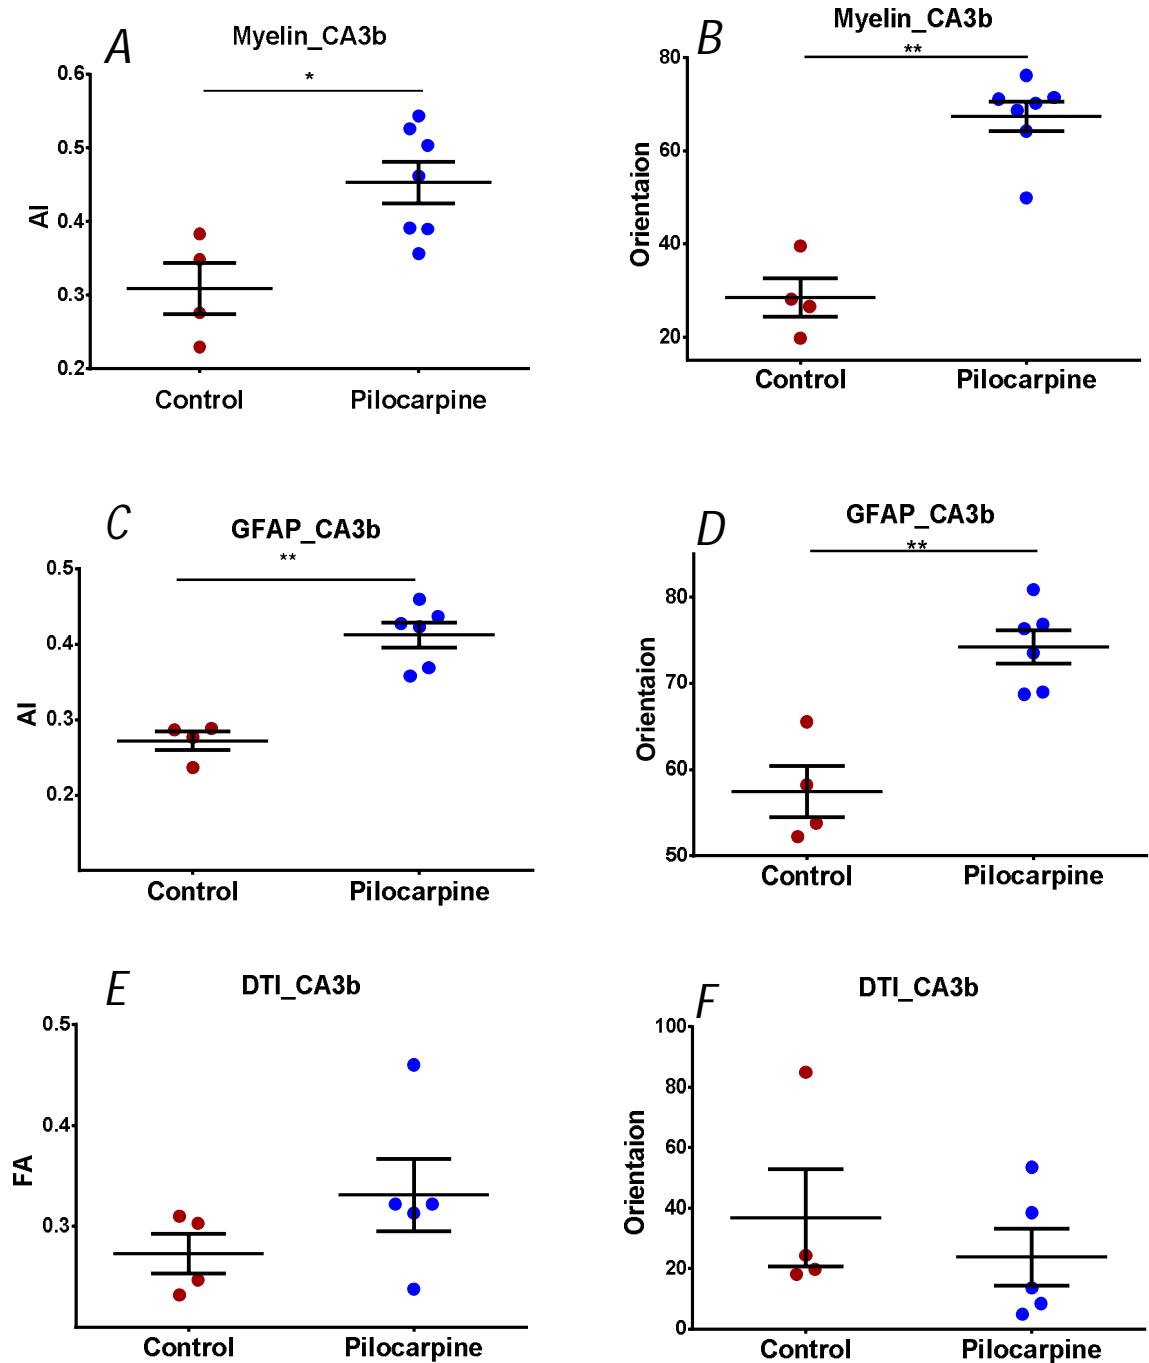 A
Myelin_CA3b
*
0.6
0.5
0.4
0.3
0.2
AI
Control
Pilocarpine
B
Myelin_CA3b
**
80
60
40
20
Orientaion
Control
Pilocarpine
C
GFAP_CA3b
**
0.5
0.4
0.3
0.2
AI
Control
Pilocarpine
D
GFAP_CA3b
**
80
70
60
50
Orientaion
Control
Pilocarpine
E
DTI_CA3b
0.5
0.4
0.3
FA
Control
Pilocarpine
F
DTI_CA3b
100
80
60
40
20
0
Orientaion
Control
Pilocarpine